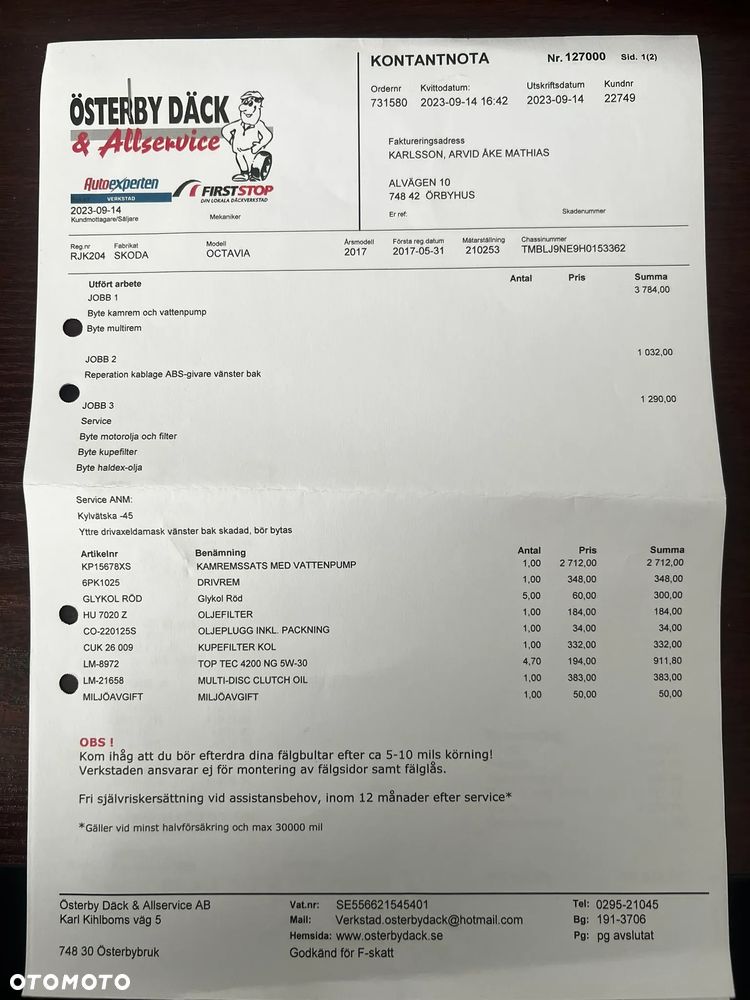 ÖSTERBY DÄCK
& Allservice
Autoexperten
VERKSTAD
FIRSTSTOP
DIN LOKALA DÄCKVERKSTAD
2023-09-14
Kundmottagare/Säljare Mekaniker
KONTANTNOTA Nr. 127000 Sid. 1(2)
Ordernr Kvittodatum: Utskriftsdatum Kundnr
731580 2023-09-14 16:42 2023-09-14 22749
Faktureringsadress
KARLSSON, ARVID ÅKE MATHIAS
ALVÄGEN 10
748 42 ÖRBYHUS
Er ref: Skadenummer
Reg.nr Fabrikat Modell Årsmodell Första reg.datum Mätarställning Chassinummer
RJK204 SKODA OCTAVIA 2017 2017-05-31 210253 TMBLJ9NE9H0153362
Utfört arbete Antal Pris Summa
JOBB 1 3 784,00
Byte kamrem och vattenpump
Byte multirem
JOBB 2 1 032,00
Reperation kablage ABS-givare vänster bak
JOBB 3 1 290,00
Service
Byte motorolja och filter
Byte kupefilter
Byte haldex-olja
Service ANM:
Kylvätska -45
Yttre drivaxeldamask vänster bak skadad, bör bytas
Artikelnr Benämning Antal Pris Summa
KP15678XS KAMREMSSATS MED VATTENPUMP 1,00 2 712,00 2 712,00
6PK1025 DRIVREM 1,00 348,00 348,00
GLYKOL RÖD Glykol Röd 5,00 60,00 300,00
HU 7020 Z OLJEFILTER 1,00 184,00 184,00
CO-220125S OLJEPLUGG INKL. PACKNING 1,00 34,00 34,00
CUK 26 009 KUPEFILTER KOL 1,00 332,00 332,00
LM-8972 TOP TEC 4200 NG 5W-30 4,70 194,00 911,80
LM-21658 MULTI-DISC CLUTCH OIL 1,00 383,00 383,00
MILJÖAVGIFT MILJÖAVGIFT 1,00 50,00 50,00
OBS !
Kom ihåg att du bör efterdra dina fälgbultar efter ca 5-10 mils körning!
Verkstaden ansvarar ej för montering av fälgsidor samt fälglås.
Fri självriskersättning vid assistansbehov, inom 12 månader efter service*
*Gäller vid minst halvförsäkring och max 30000 mil
Österby Däck & Allservice AB Vat.nr: SE556621545401 Tel: 0295-21045
Karl Kihlboms väg 5 Mail: Verkstad.osterbydack@hotmail.com Bg: 191-3706
Hemsida: www.osterbydack.se Pg: pg avslutat
748 30 Österbybruk Godkänd för F-skatt
OTOMOTO